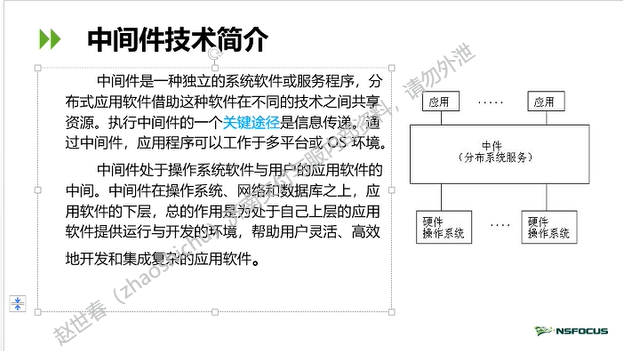 中间件技术简介
中间件是一种独立的系统软件或服务程序，分
布式应用软件借助这种软件在不同的技术之间共享
资源。执行中间件的一个关键途径是信息传递。通
过中间件，应用程序可以工作于多平台或 OS 环境。
中间件处于操作系统软件与用户的应用软件的
中间。中间件在操作系统、网络和数据库之上，应
用软件的下层，总的作用是为处于自己上层的应用
软件提供运行与开发的环境，帮助用户灵活、高效
地开发和集成复杂的应用软件。
应用 ····· 应用
中件
（分布系统服务）
硬件 ···· 硬件
操作系统 操作系统
赵世春（zhaoshichun
交付客服内部资料，请勿外泄
NSFOCUS